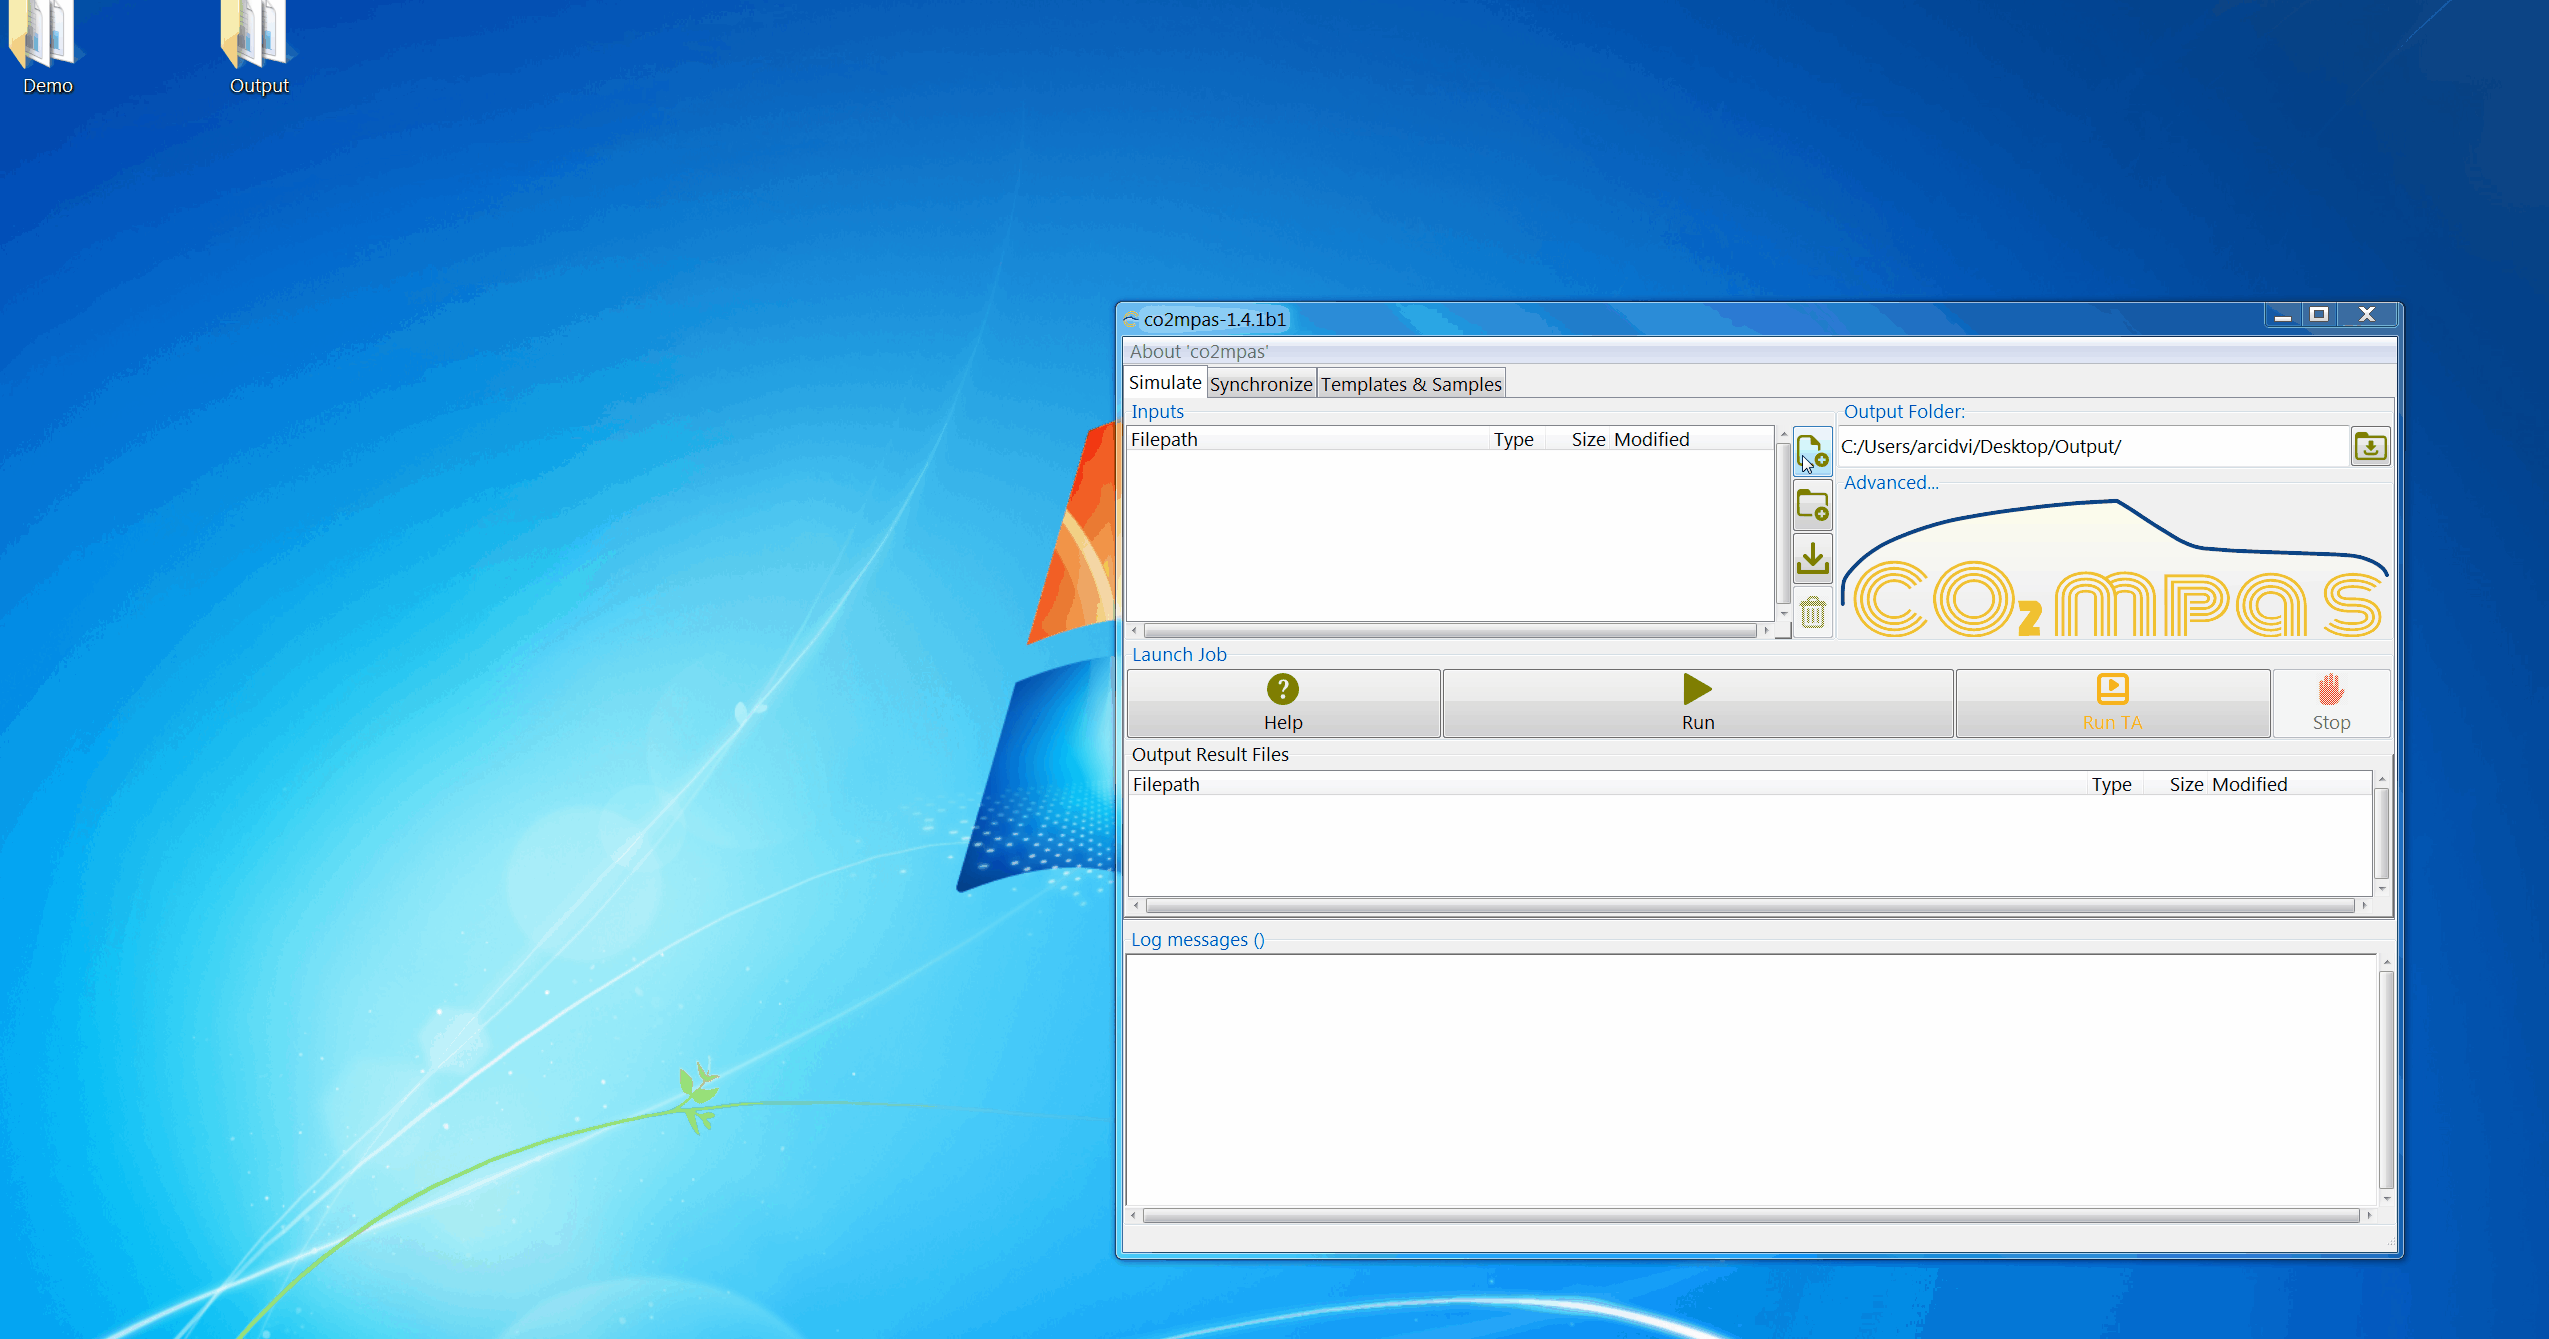 Demo
Output
co2mpas-1.4.1b1
About 'co2mpas'
Simulate Synchronize Templates & Samples
Inputs
Filepath Type Size Modified
Output Folder:
C:/Users/arcidvi/Desktop/Output/
Advanced...
CO2MPAS
Launch Job
Help
Run
Run TA
Stop
Output Result Files
Filepath Type Size Modified
Log messages ()